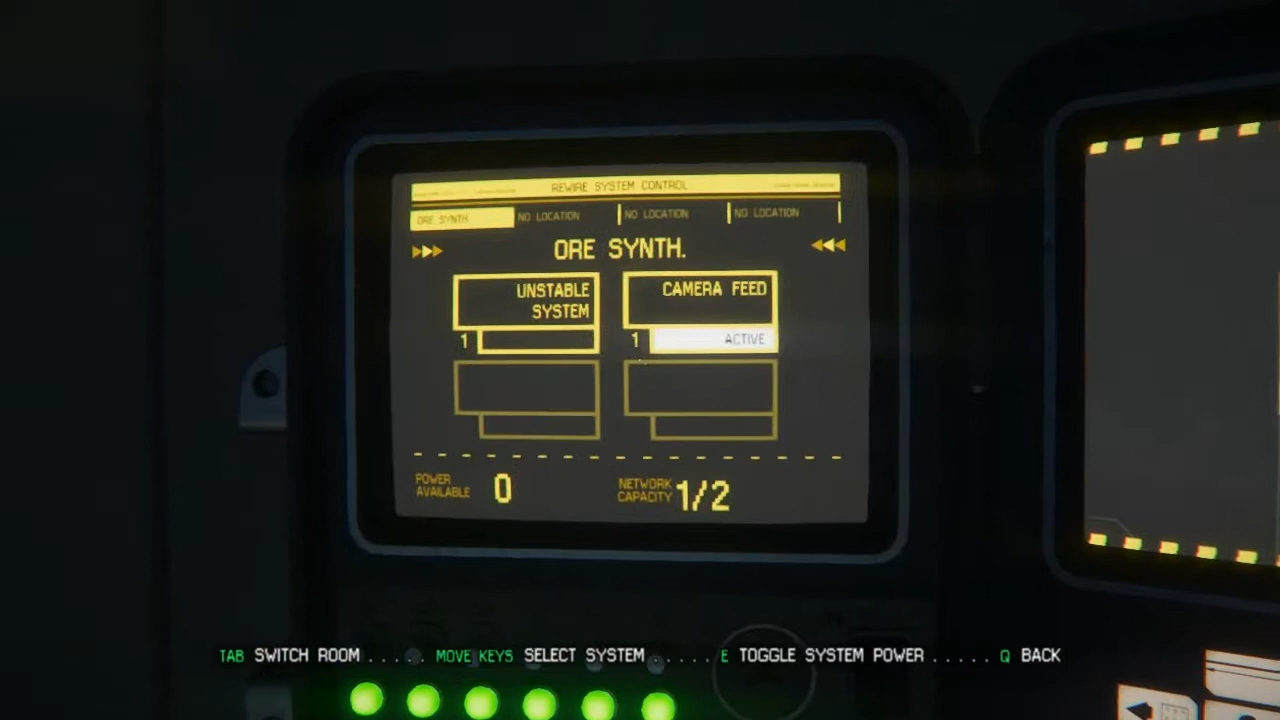 REWIRE SYSTEM CONTROL
ORE SYNTH. NO LOCATION NO LOCATION NO LOCATION
ORE SYNTH.
UNSTABLE
SYSTEM
1
CAMERA FEED
1 ACTIVE
POWER
AVAILABLE 0
NETWORK
CAPACITY 1/2
TAB SWITCH ROOM ..... MOVE KEYS SELECT SYSTEM ...... E TOGGLE SYSTEM POWER ..... Q BACK